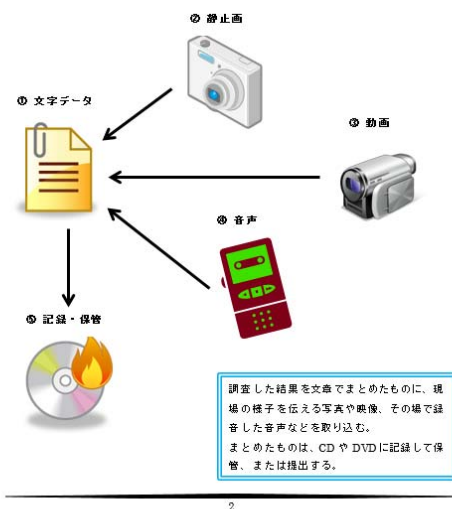 ② 静止画
① 文字データ
③ 動画
④ 音声
⑤ 記録・保管
調査した結果を文章でまとめたものに、現
場の様子を伝える写真や映像、その場で録
音した音声などを取り込む。
まとめたものは、CD や DVD に記録して保
管、または提出する。
2